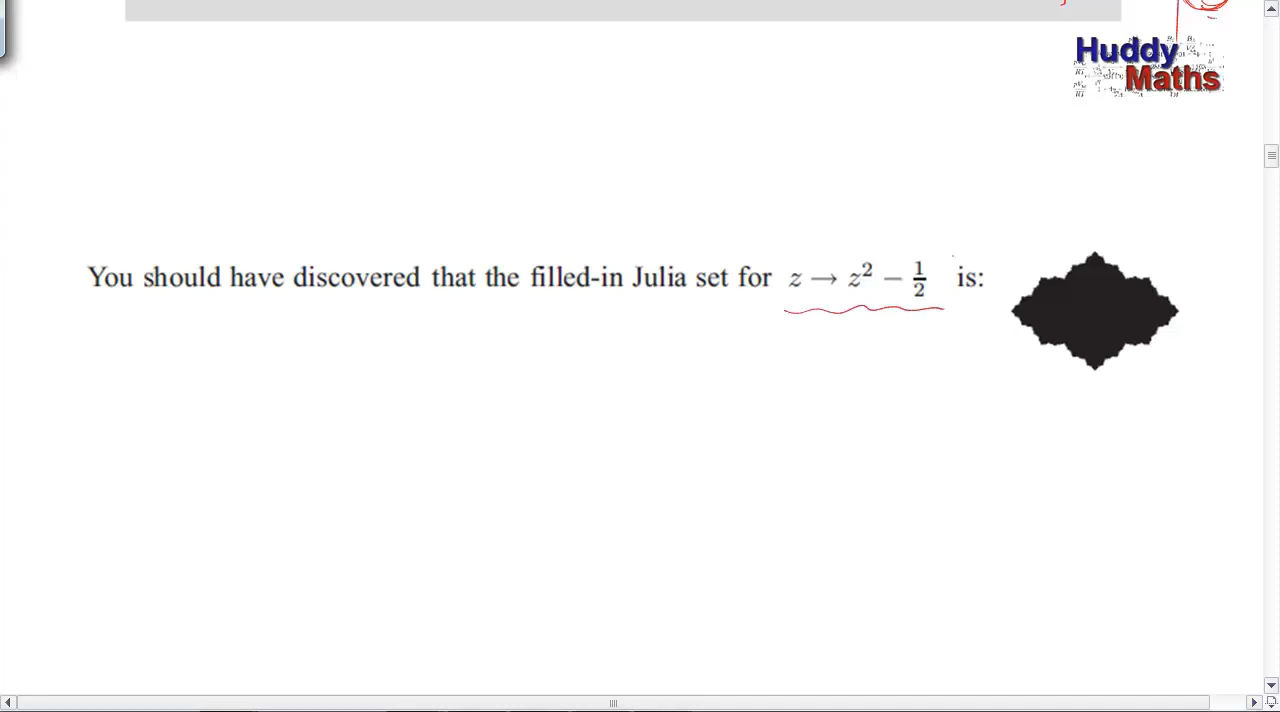 Huddy
Maths
You should have discovered that the filled-in Julia set for z → z² − 1/2 is: